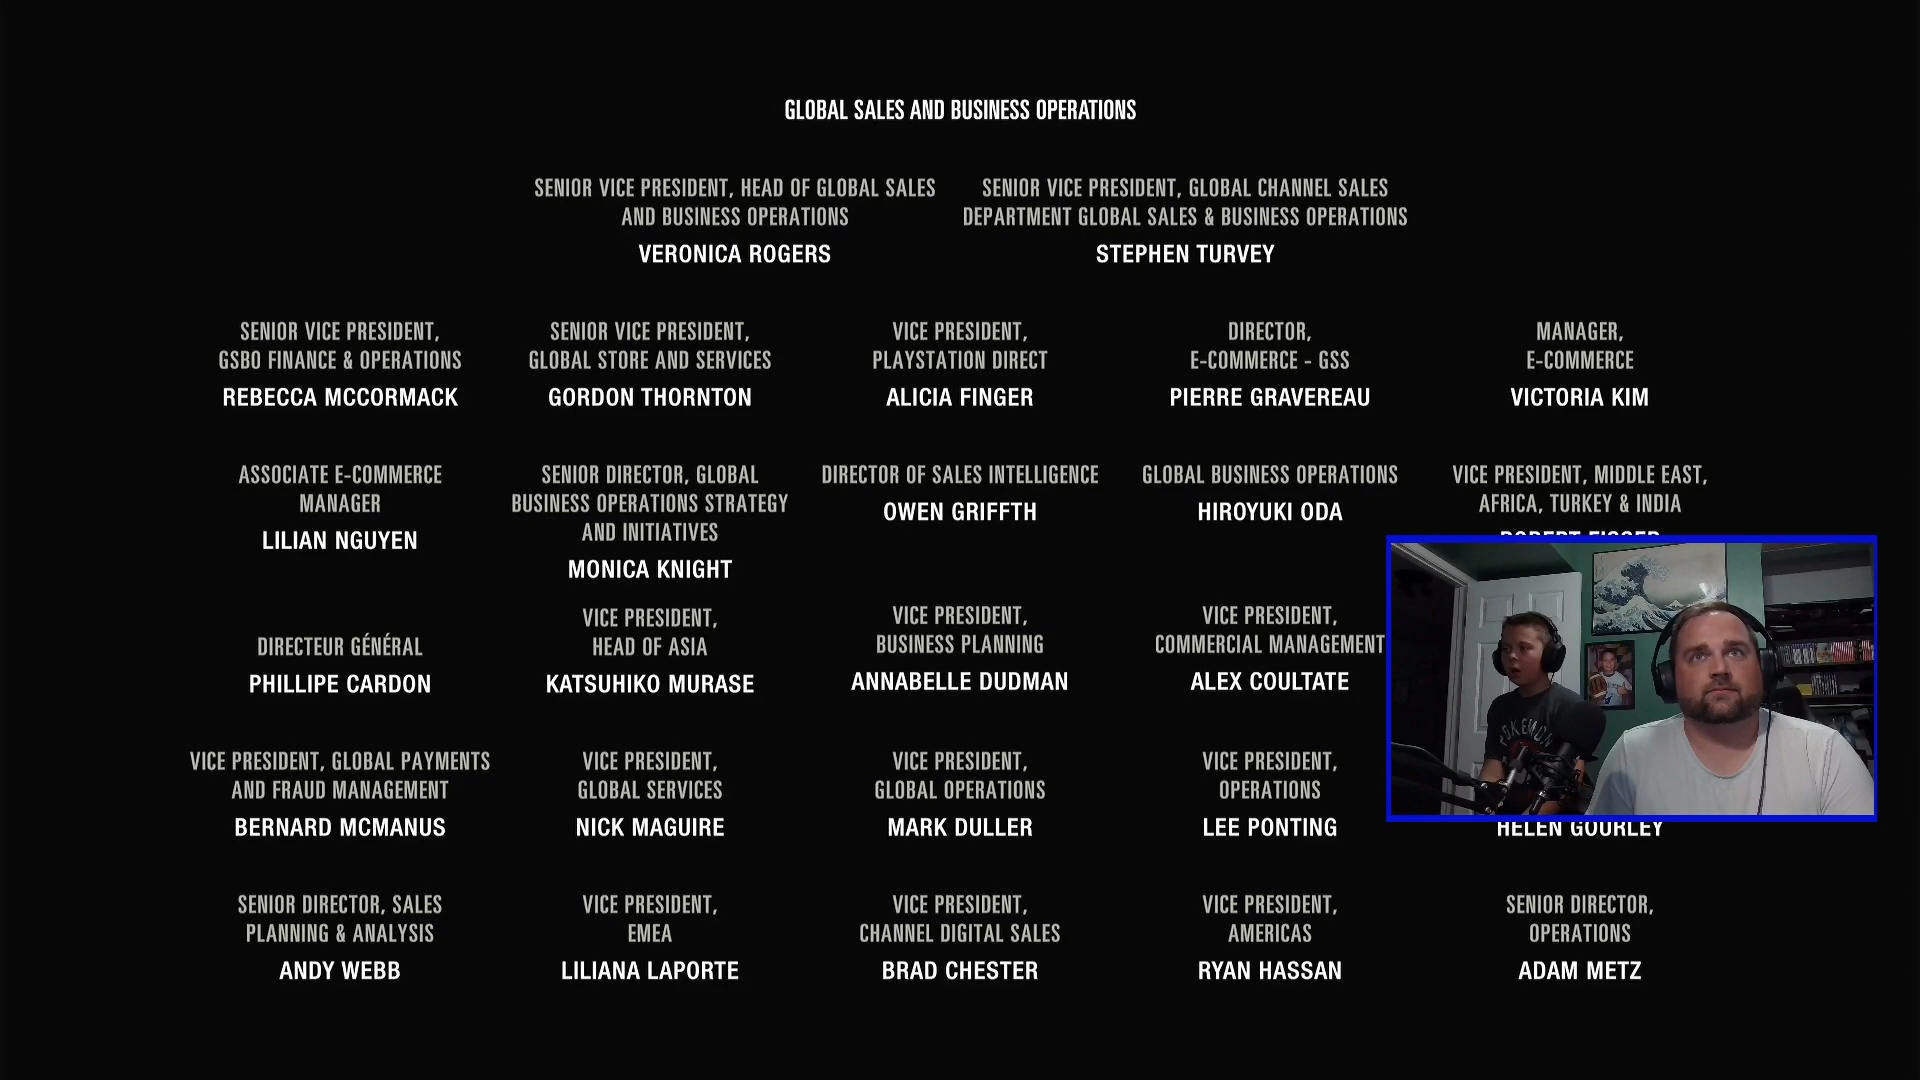 GLOBAL SALES AND BUSINESS OPERATIONS
SENIOR VICE PRESIDENT, HEAD OF GLOBAL SALES
AND BUSINESS OPERATIONS
VERONICA ROGERS
SENIOR VICE PRESIDENT, GLOBAL CHANNEL SALES
DEPARTMENT GLOBAL SALES & BUSINESS OPERATIONS
STEPHEN TURVEY
SENIOR VICE PRESIDENT,
GSBO FINANCE & OPERATIONS
REBECCA MCCORMACK
SENIOR VICE PRESIDENT,
GLOBAL STORE AND SERVICES
GORDON THORNTON
VICE PRESIDENT,
PLAYSTATION DIRECT
ALICIA FINGER
DIRECTOR,
E-COMMERCE - GSS
PIERRE GRAVEREAU
MANAGER,
E-COMMERCE
VICTORIA KIM
ASSOCIATE E-COMMERCE
MANAGER
LILIAN NGUYEN
SENIOR DIRECTOR, GLOBAL
BUSINESS OPERATIONS STRATEGY
AND INITIATIVES
MONICA KNIGHT
DIRECTOR OF SALES INTELLIGENCE
OWEN GRIFFTH
GLOBAL BUSINESS OPERATIONS
HIROYUKI ODA
VICE PRESIDENT, MIDDLE EAST,
AFRICA, TURKEY & INDIA
DIRECTEUR GÉNÉRAL
PHILLIPE CARDON
VICE PRESIDENT,
HEAD OF ASIA
KATSUHIKO MURASE
VICE PRESIDENT,
BUSINESS PLANNING
ANNABELLE DUDMAN
VICE PRESIDENT,
COMMERCIAL MANAGEMENT
ALEX COULTATE
POKEMON
VICE PRESIDENT, GLOBAL PAYMENTS
AND FRAUD MANAGEMENT
BERNARD MCMANUS
VICE PRESIDENT,
GLOBAL SERVICES
NICK MAGUIRE
VICE PRESIDENT,
GLOBAL OPERATIONS
MARK DULLER
VICE PRESIDENT,
OPERATIONS
LEE PONTING
HELEN GOURLEY
SENIOR DIRECTOR, SALES
PLANNING & ANALYSIS
ANDY WEBB
VICE PRESIDENT,
EMEA
LILIANA LAPORTE
VICE PRESIDENT,
CHANNEL DIGITAL SALES
BRAD CHESTER
VICE PRESIDENT,
AMERICAS
RYAN HASSAN
SENIOR DIRECTOR,
OPERATIONS
ADAM METZ